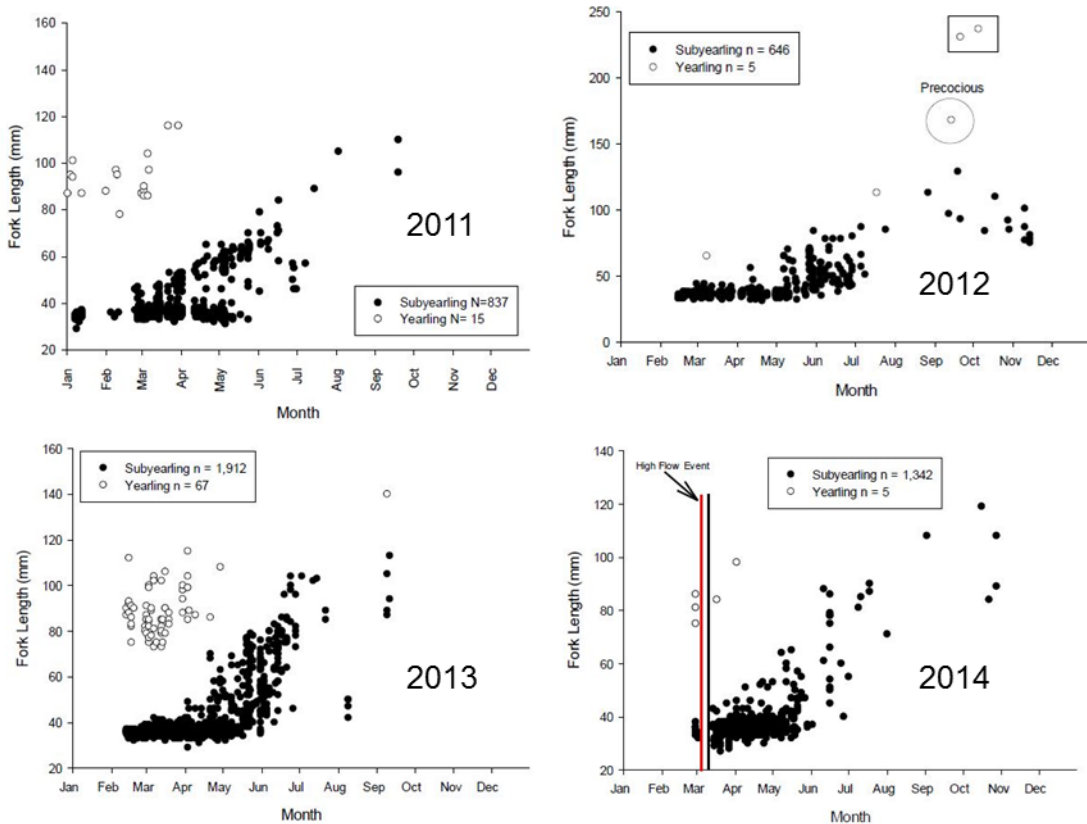 160
140
120
100
80
60
40
20
Fork Length (mm)
2011
Subyearling N=837
Yearling N= 15
Jan Feb Mar Apr May Jun Jul Aug Sep Oct Nov Dec
Month
250
200
150
100
50
0
Fork Length (mm)
Subyearling n = 646
Yearling n = 5
Precocious
2012
Jan Feb Mar Apr May Jun Jul Aug Sep Oct Nov Dec
Month
160
140
120
100
80
60
40
20
Fork Length (mm)
Subyearling n = 1,912
Yearling n = 67
2013
Jan Feb Mar Apr May Jun Jul Aug Sep Oct Nov Dec
Month
140
120
100
80
60
40
20
Fork Length (mm)
High Flow Event
Subyearling n = 1,342
Yearling n = 5
2014
Jan Feb Mar Apr May Jun Jul Aug Sep Oct Nov Dec
Month